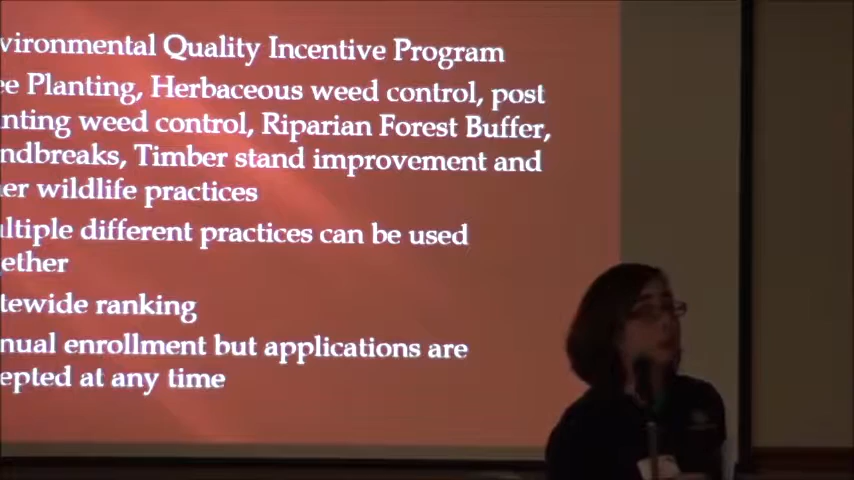 vironmental Quality Incentive Program
ee Planting, Herbaceous weed control, post
nting weed control, Riparian Forest Buffer,
ndbreaks, Timber stand improvement and
er wildlife practices
ltiple different practices can be used
ether
tewide ranking
nual enrollment but applications are
epted at any time